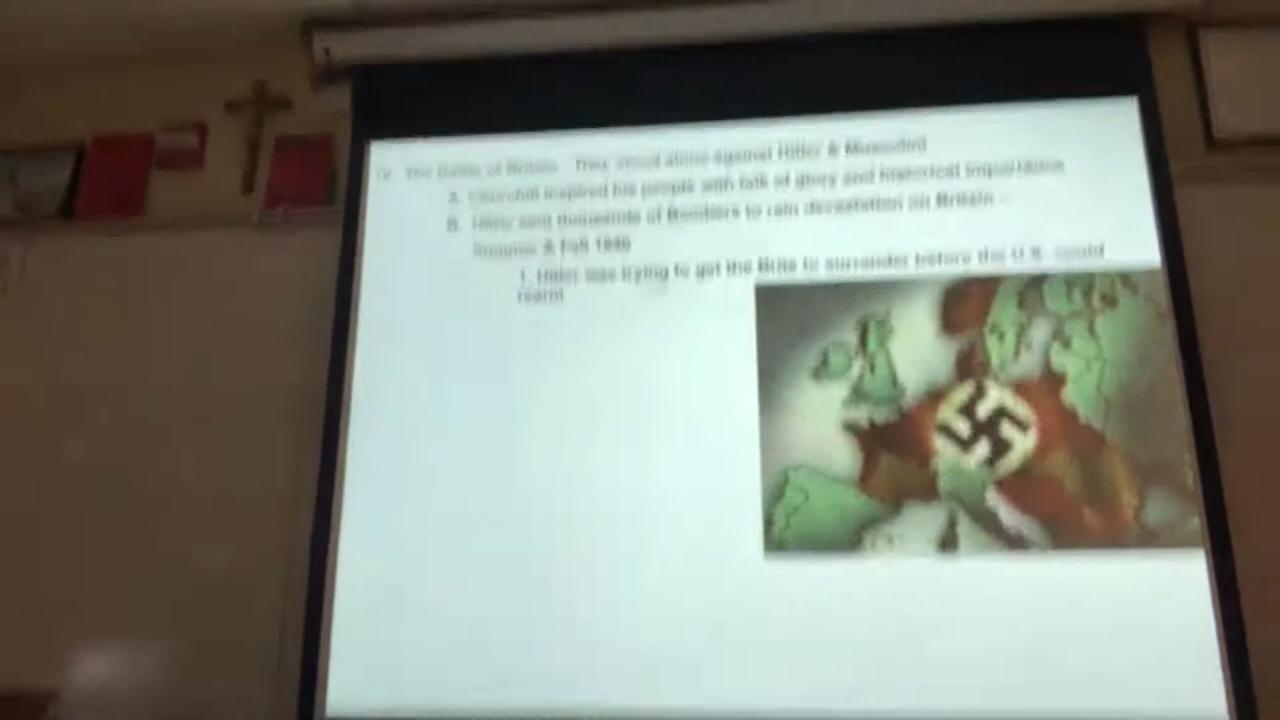 IV. The Battle of Britain - They stood alone against Hitler & Mussolini
A. Churchill inspired his people with talk of glory and historical importance
B. Hitler sent thousands of Bombers to rain devastation on Britain –
Summer & Fall 1940
1. Hitler was trying to get the Brits to surrender before the U.S. could
rearm